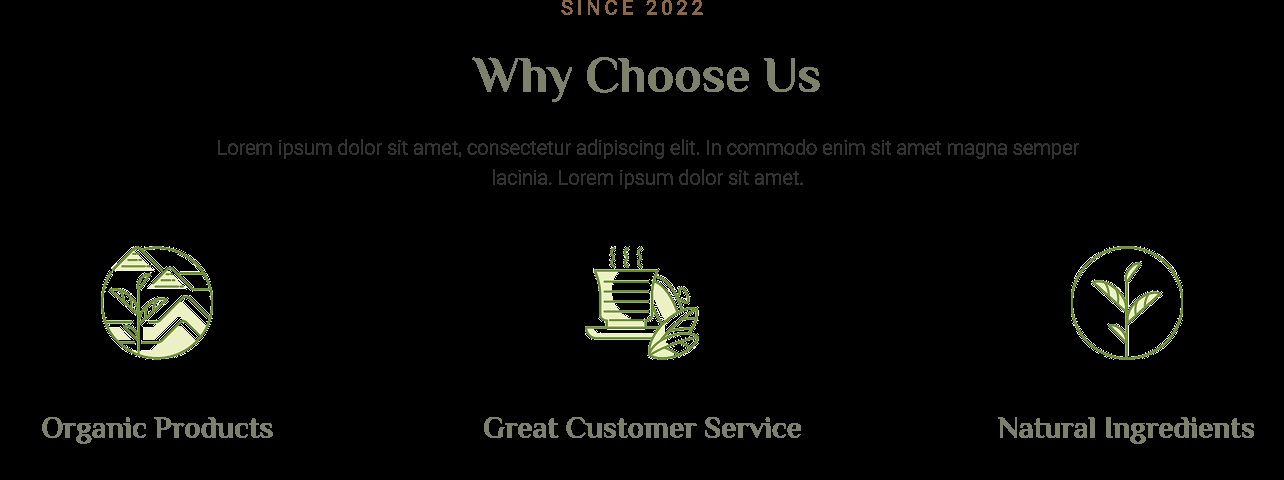 SINCE 2022
Why Choose Us
Lorem ipsum dolor sit amet, consectetur adipiscing elit. In commodo enim sit amet magna semper
lacinia. Lorem ipsum dolor sit amet.
Organic Products
Great Customer Service
Natural Ingredients